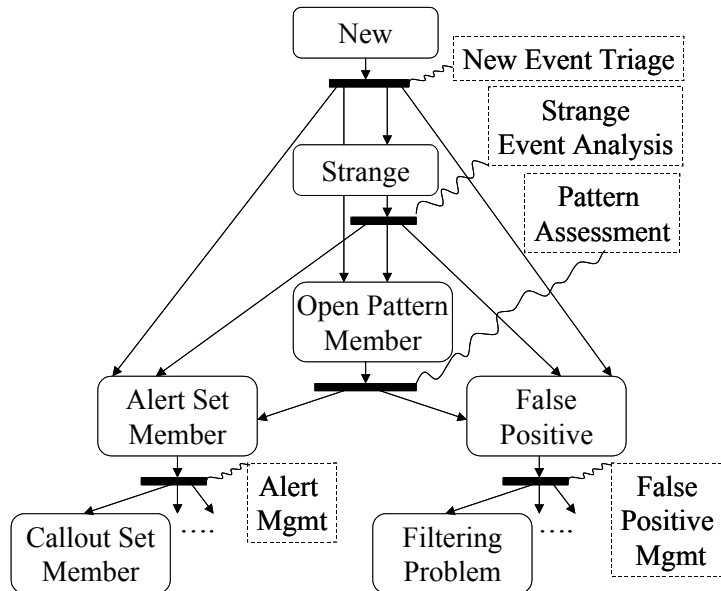 New
New Event Triage
Strange
Event Analysis
Strange
Pattern
Assessment
Open Pattern
Member
Alert Set
Member
False
Positive
Alert
Mgmt
False
Positive
Mgmt
Callout Set
Member
....
Filtering
Problem
....